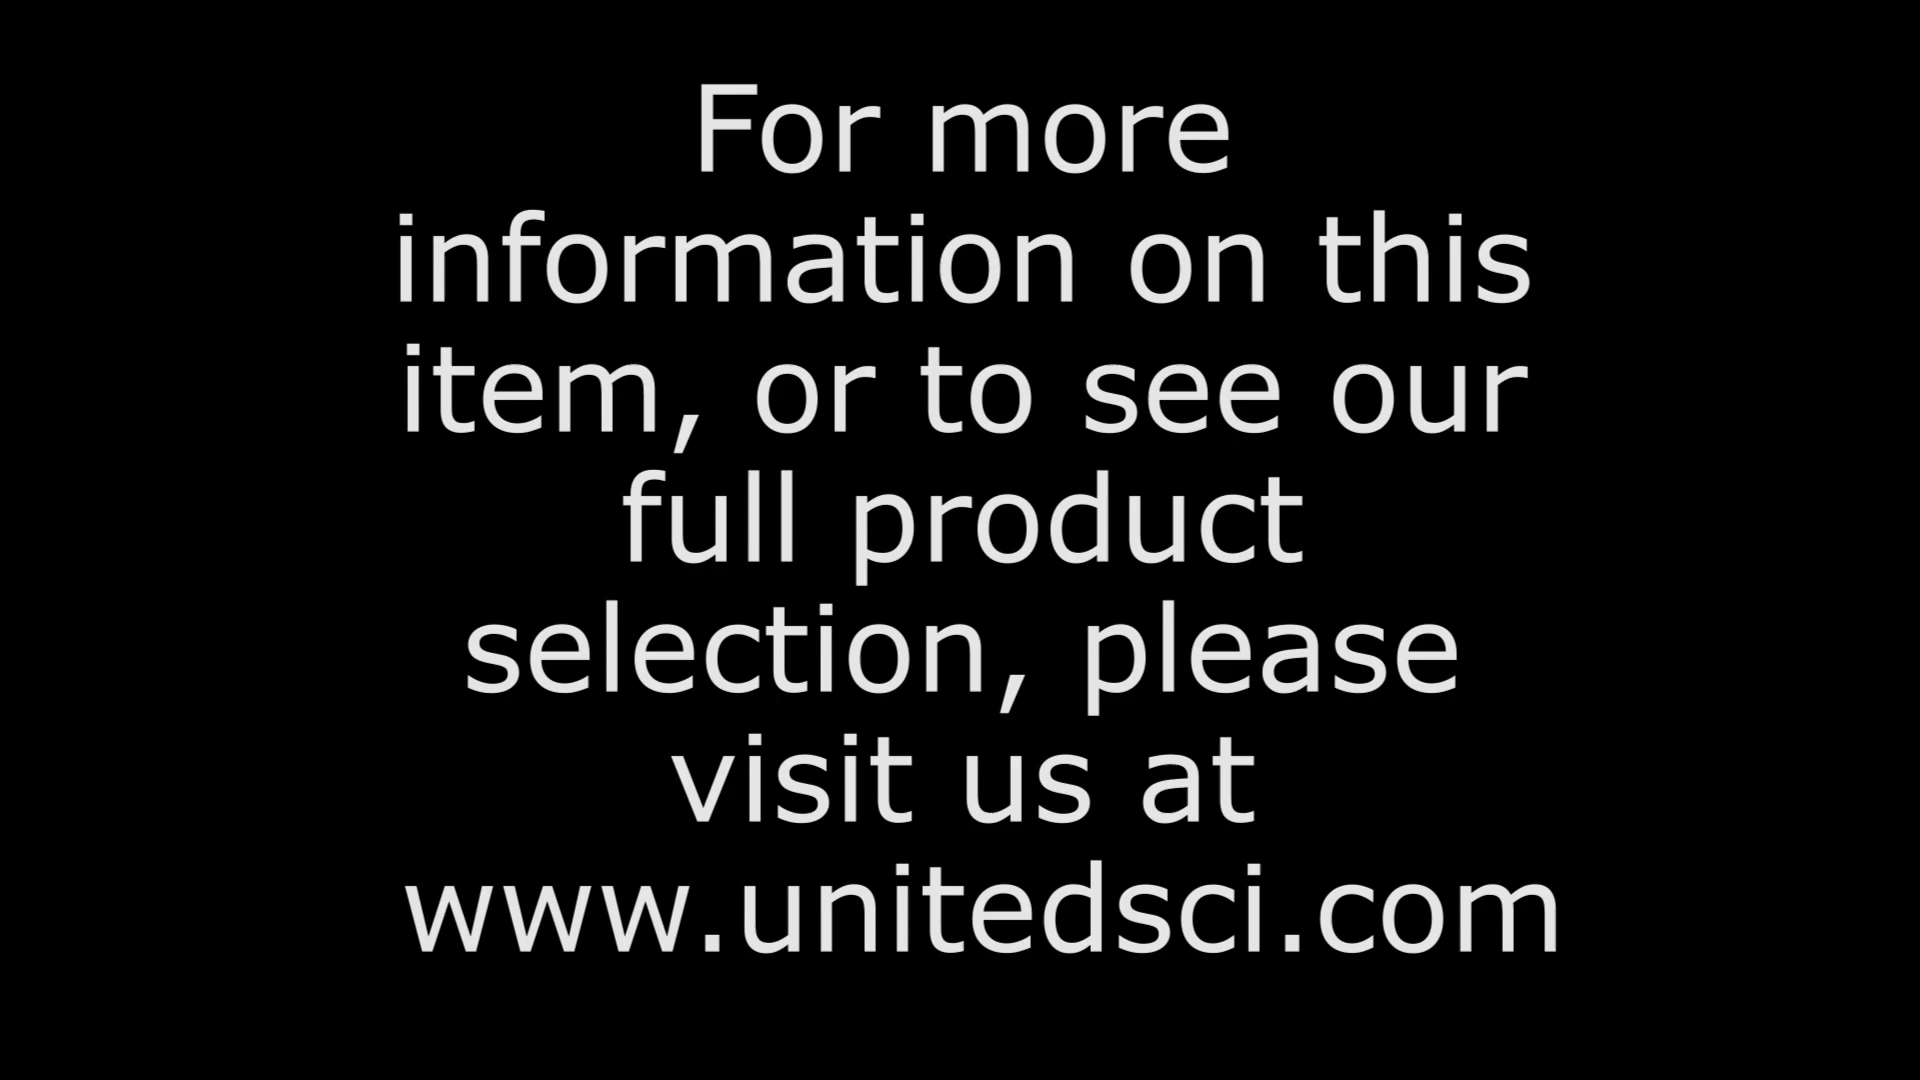 For more
information on this
item, or to see our
full product
selection, please
visit us at
www.unitedsci.com